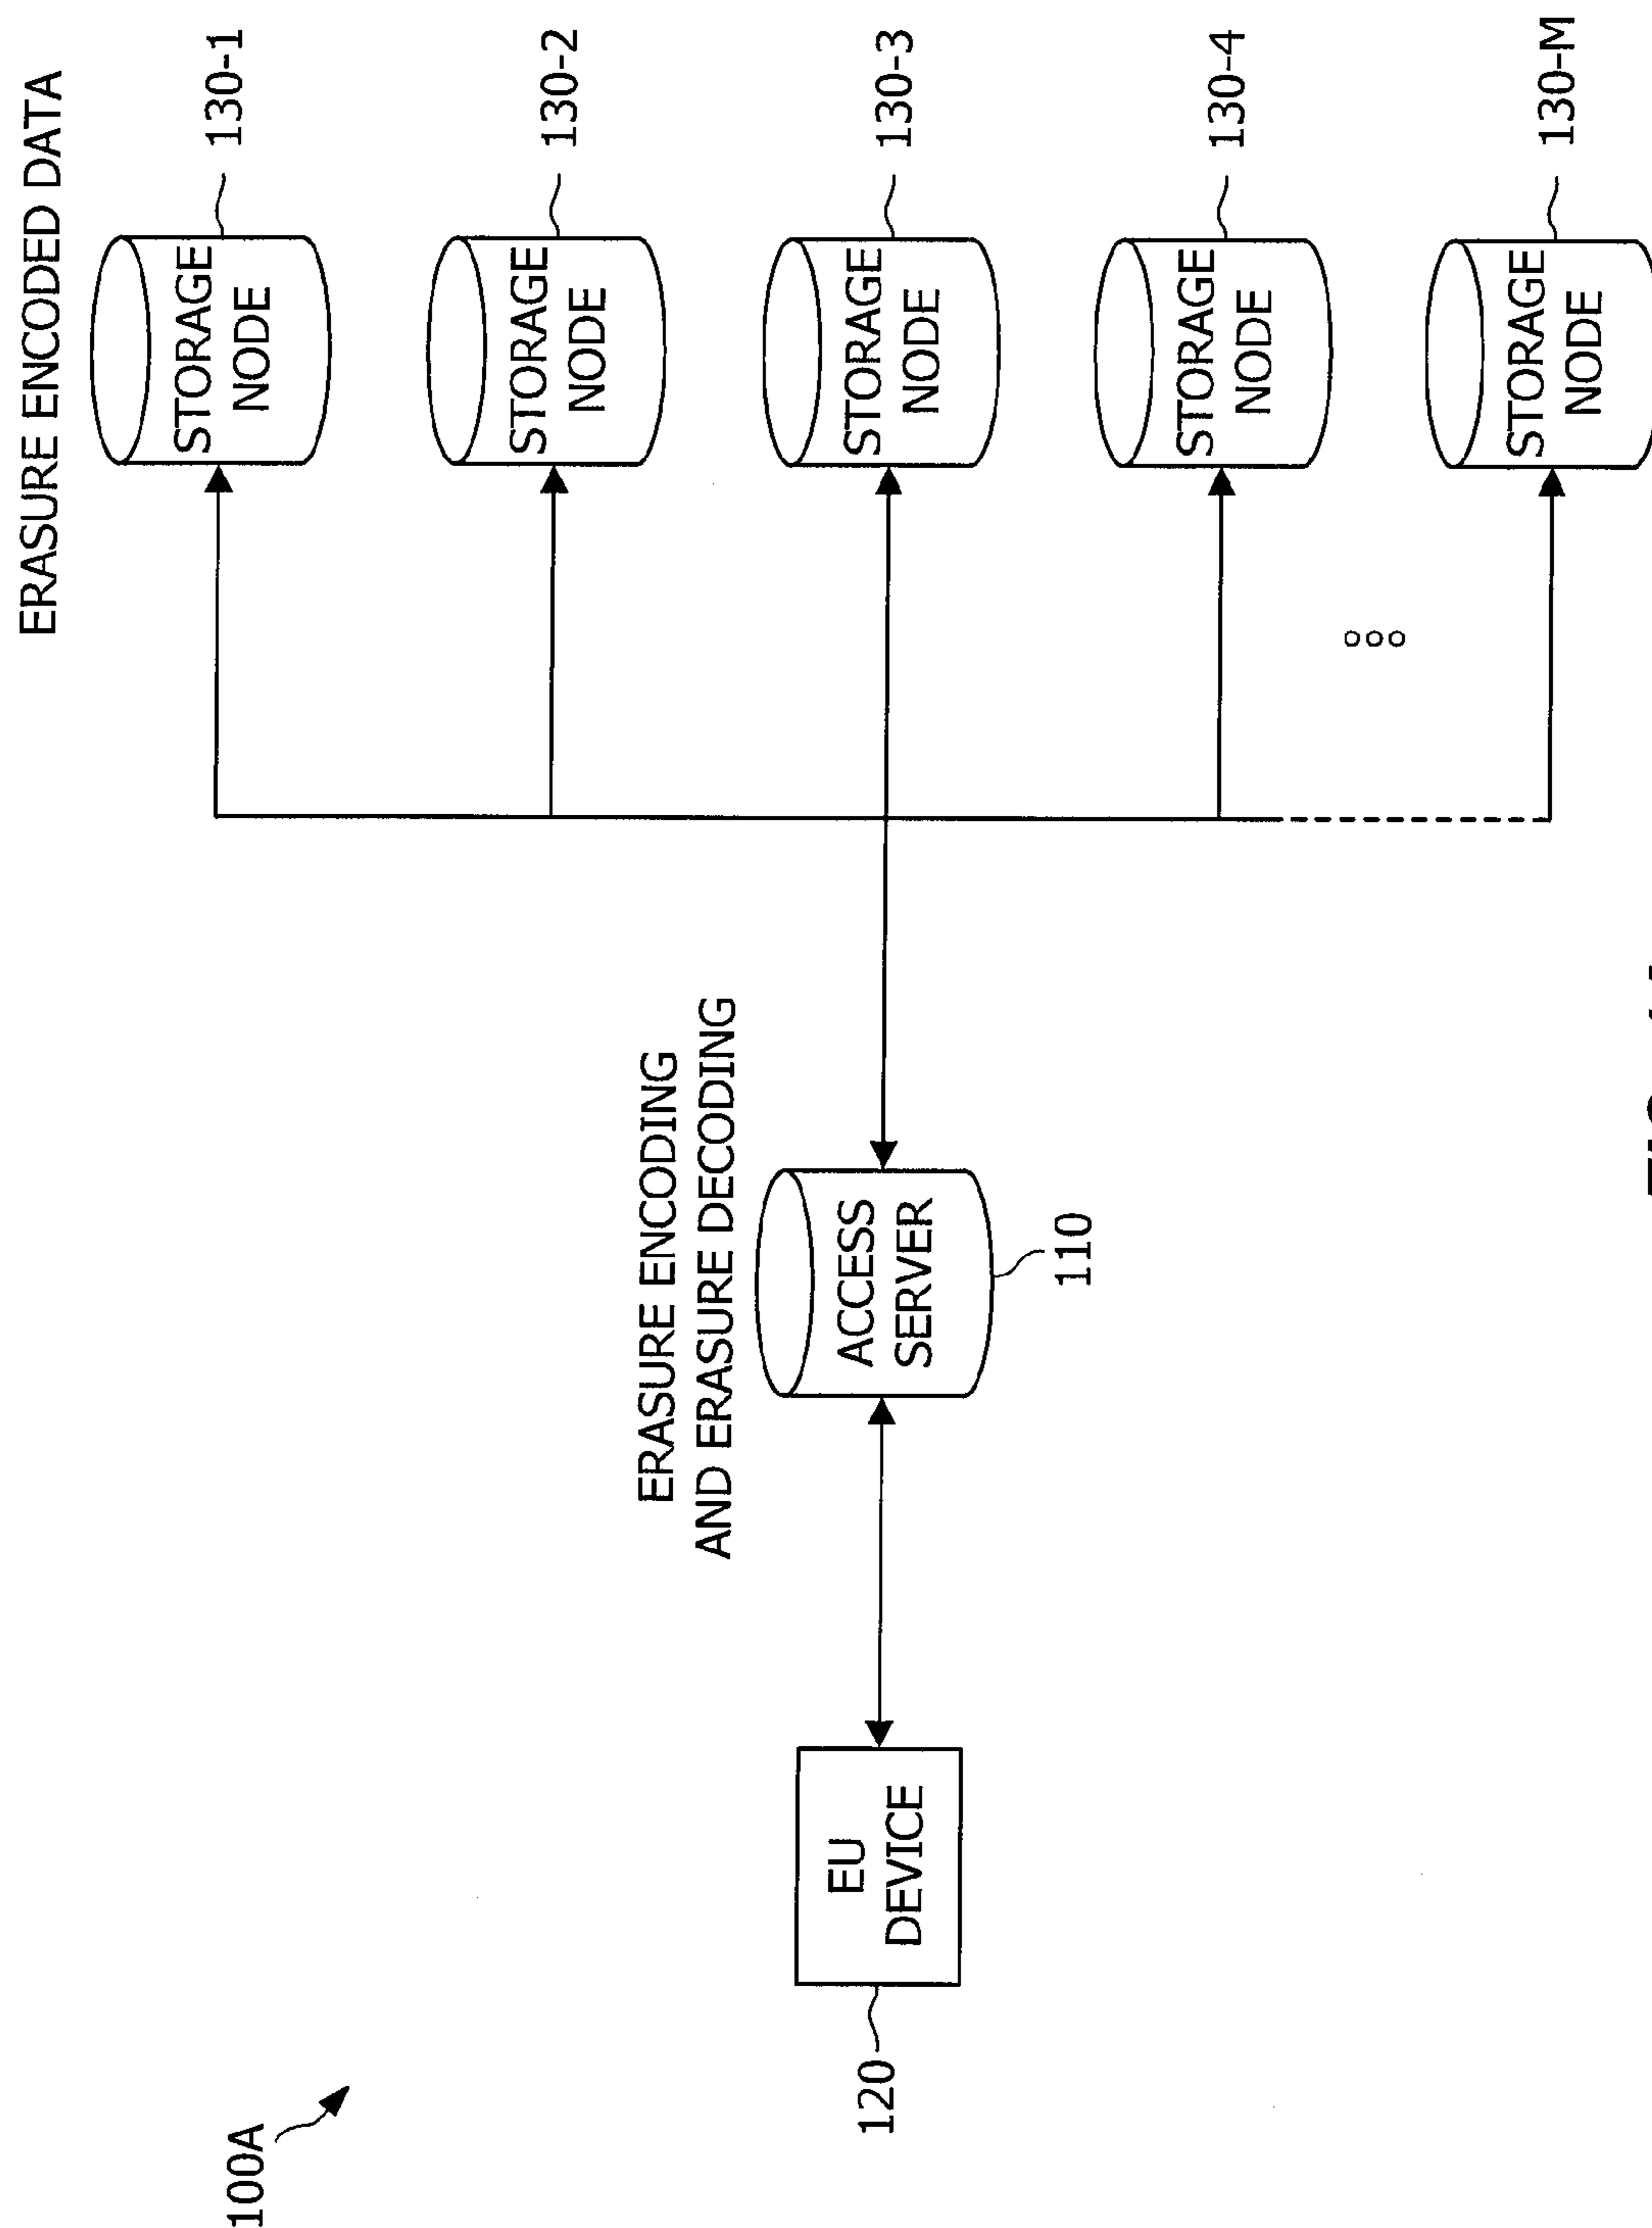 100A
ERASURE ENCODED DATA
STORAGE
NODE
130-1
STORAGE
NODE
130-2
ERASURE ENCODING
AND ERASURE DECODING
120
EU
DEVICE
ACCESS
SERVER
110
STORAGE
NODE
130-3
STORAGE
NODE
130-4
STORAGE
NODE
130-M